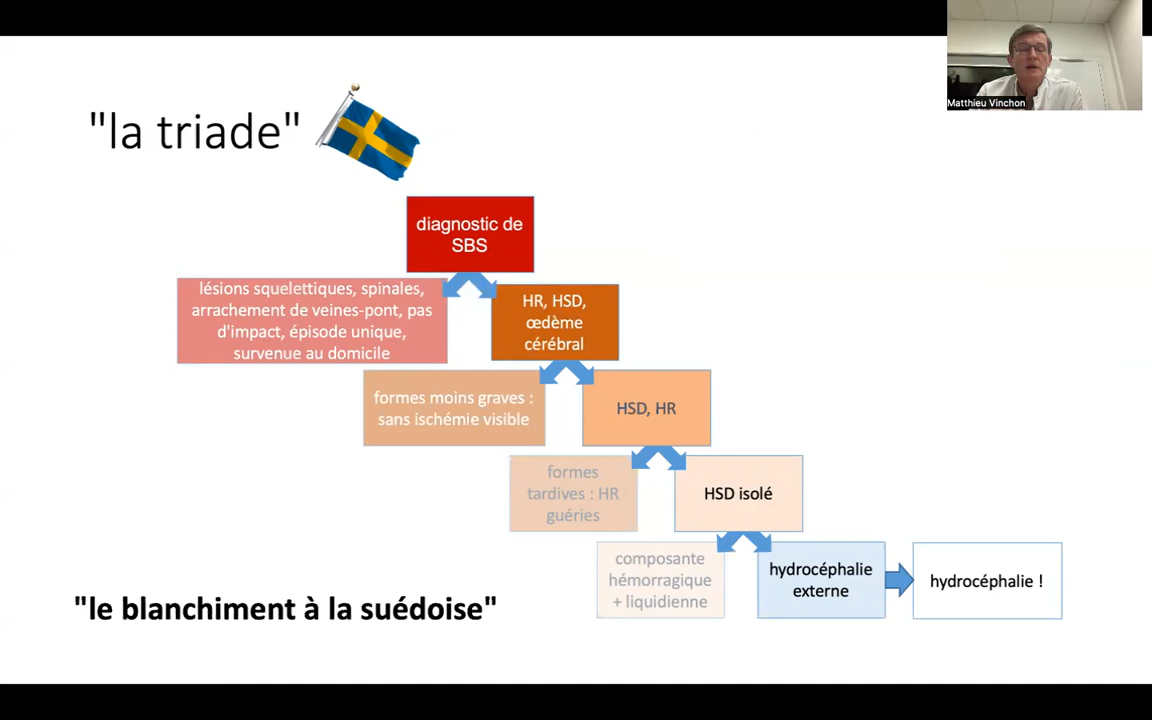 Matthieu Vinchon
"la triade"
diagnostic de
SBS
lésions squelettiques, spinales,
arrachement de veines-pont, pas
d'impact, épisode unique,
survenue au domicile
HR, HSD,
œdème
cérébral
formes moins graves :
sans ischémie visible
HSD, HR
formes
tardives : HR
guéries
HSD isolé
composante
hémorragique
+ liquidienne
hydrocéphalie
externe
hydrocéphalie !
"le blanchiment à la suédoise"